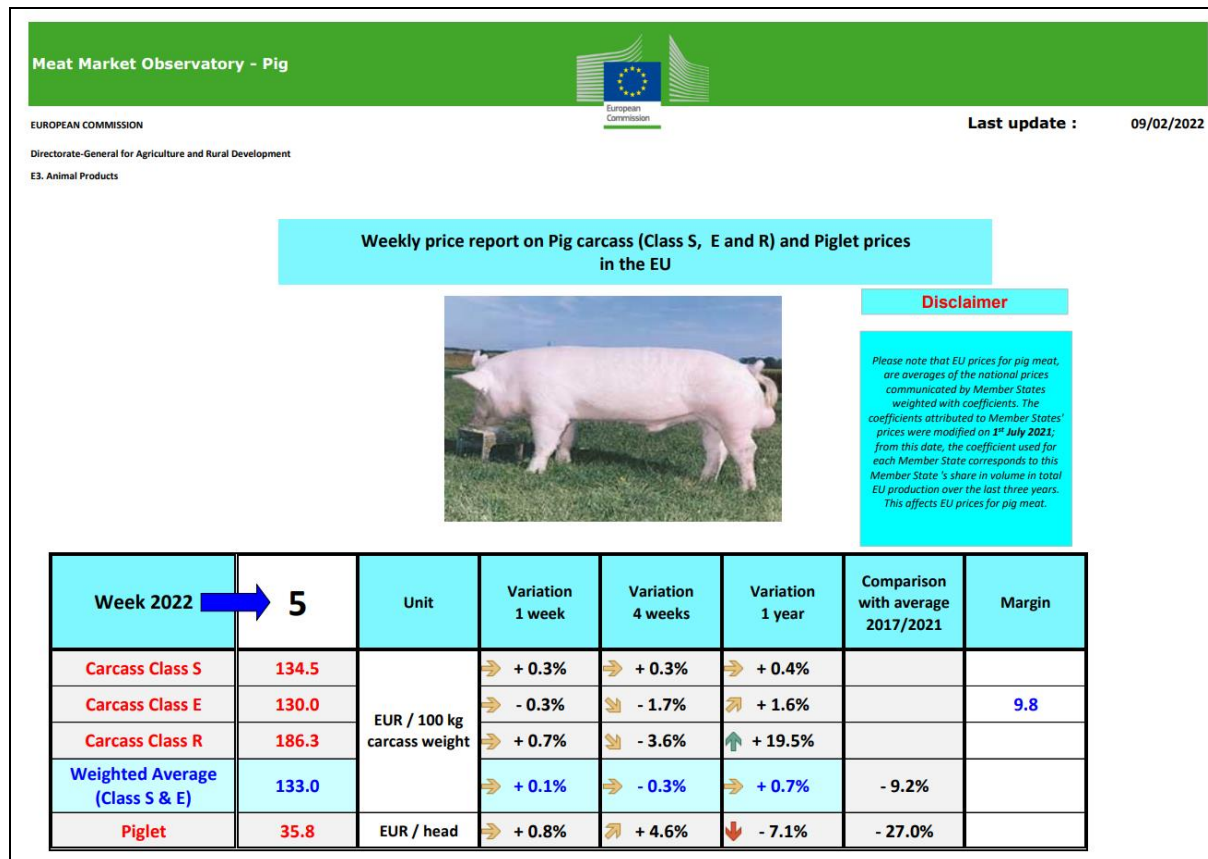 Meat Market Observatory - Pig
European
Commission
EUROPEAN COMMISSION
Last update : 09/02/2022
Directorate-General for Agriculture and Rural Development
E3. Animal Products
Weekly price report on Pig carcass (Class S, E and R) and Piglet prices
in the EU
Disclaimer
Please note that EU prices for pig meat,
are averages of the national prices
communicated by Member States
weighted with coefficients. The
coefficients attributed to Member States'
prices were modified on 1st July 2021;
from this date, the coefficient used for
each Member State corresponds to this
Member State 's share in volume in total
EU production over the last three years.
This affects EU prices for pig meat.
Week 2022 5 Unit Variation 1 week Variation 4 weeks Variation 1 year Comparison with average 2017/2021 Margin
Carcass Class S 134.5 EUR / 100 kg carcass weight + 0.3% + 0.3% + 0.4%
Carcass Class E 130.0 - 0.3% - 1.7% + 1.6% 9.8
Carcass Class R 186.3 + 0.7% - 3.6% + 19.5%
Weighted Average (Class S & E) 133.0 + 0.1% - 0.3% + 0.7% - 9.2%
Piglet 35.8 EUR / head + 0.8% + 4.6% - 7.1% - 27.0%